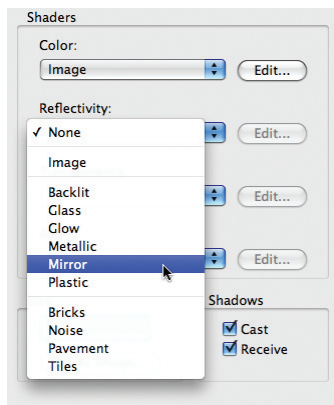 Shaders
Color:
Image
Edit...
Reflectivity:
✓ None
Edit...
Image
Backlit
Edit...
Glass
Glow
Metallic
Mirror
Edit...
Plastic
Shadows
Bricks
Cast
Noise
Receive
Pavement
Tiles